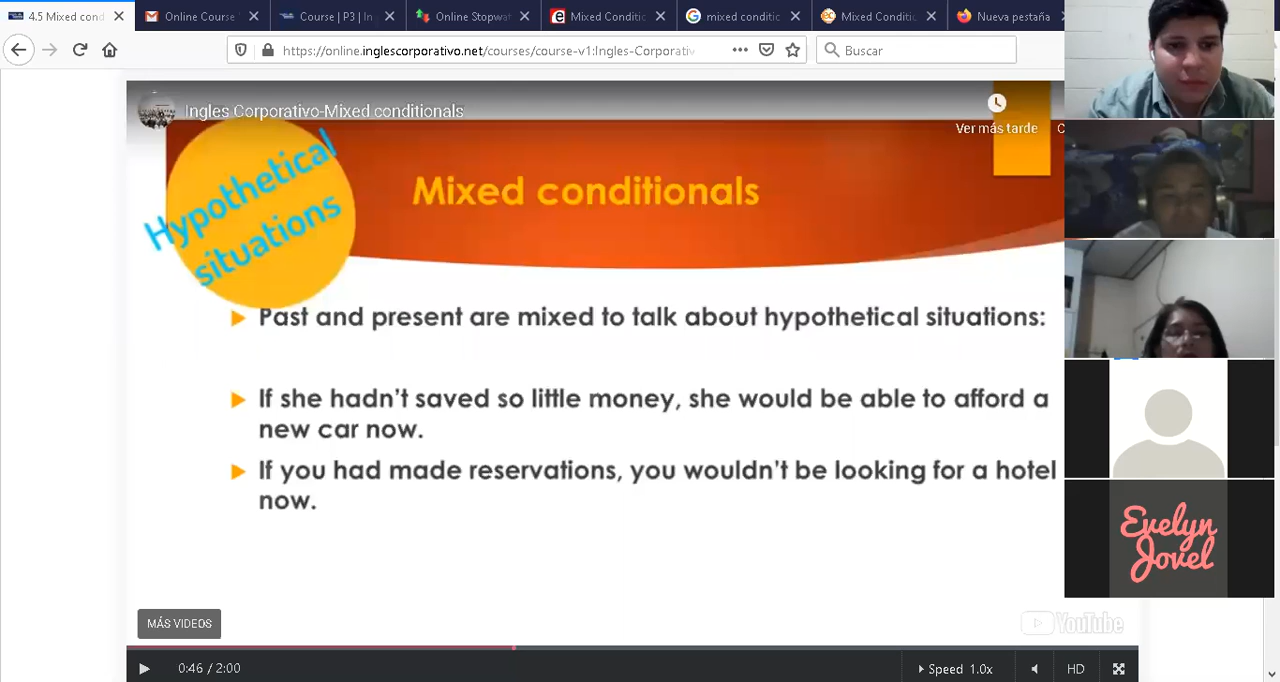 4.5 Mixed cond
Online Course
Course | P3 | In
Online Stopwat
Mixed Conditic
mixed conditic
Mixed Conditic
Nueva pestaña
https://online.inglescorporativo.net/courses/course-v1:Ingles-Corporativ
Buscar
Ingles Corporativo-Mixed conditionals
Ver más tarde
C
Hypothetical
situations
Mixed conditionals
Past and present are mixed to talk about hypothetical situations:
If she hadn't saved so little money, she would be able to afford a
new car now.
If you had made reservations, you wouldn't be looking for a hotel
now.
MÁS VIDEOS
YouTube
0:46 / 2:00
Speed 1.0x
HD
Evelyn
Jovel